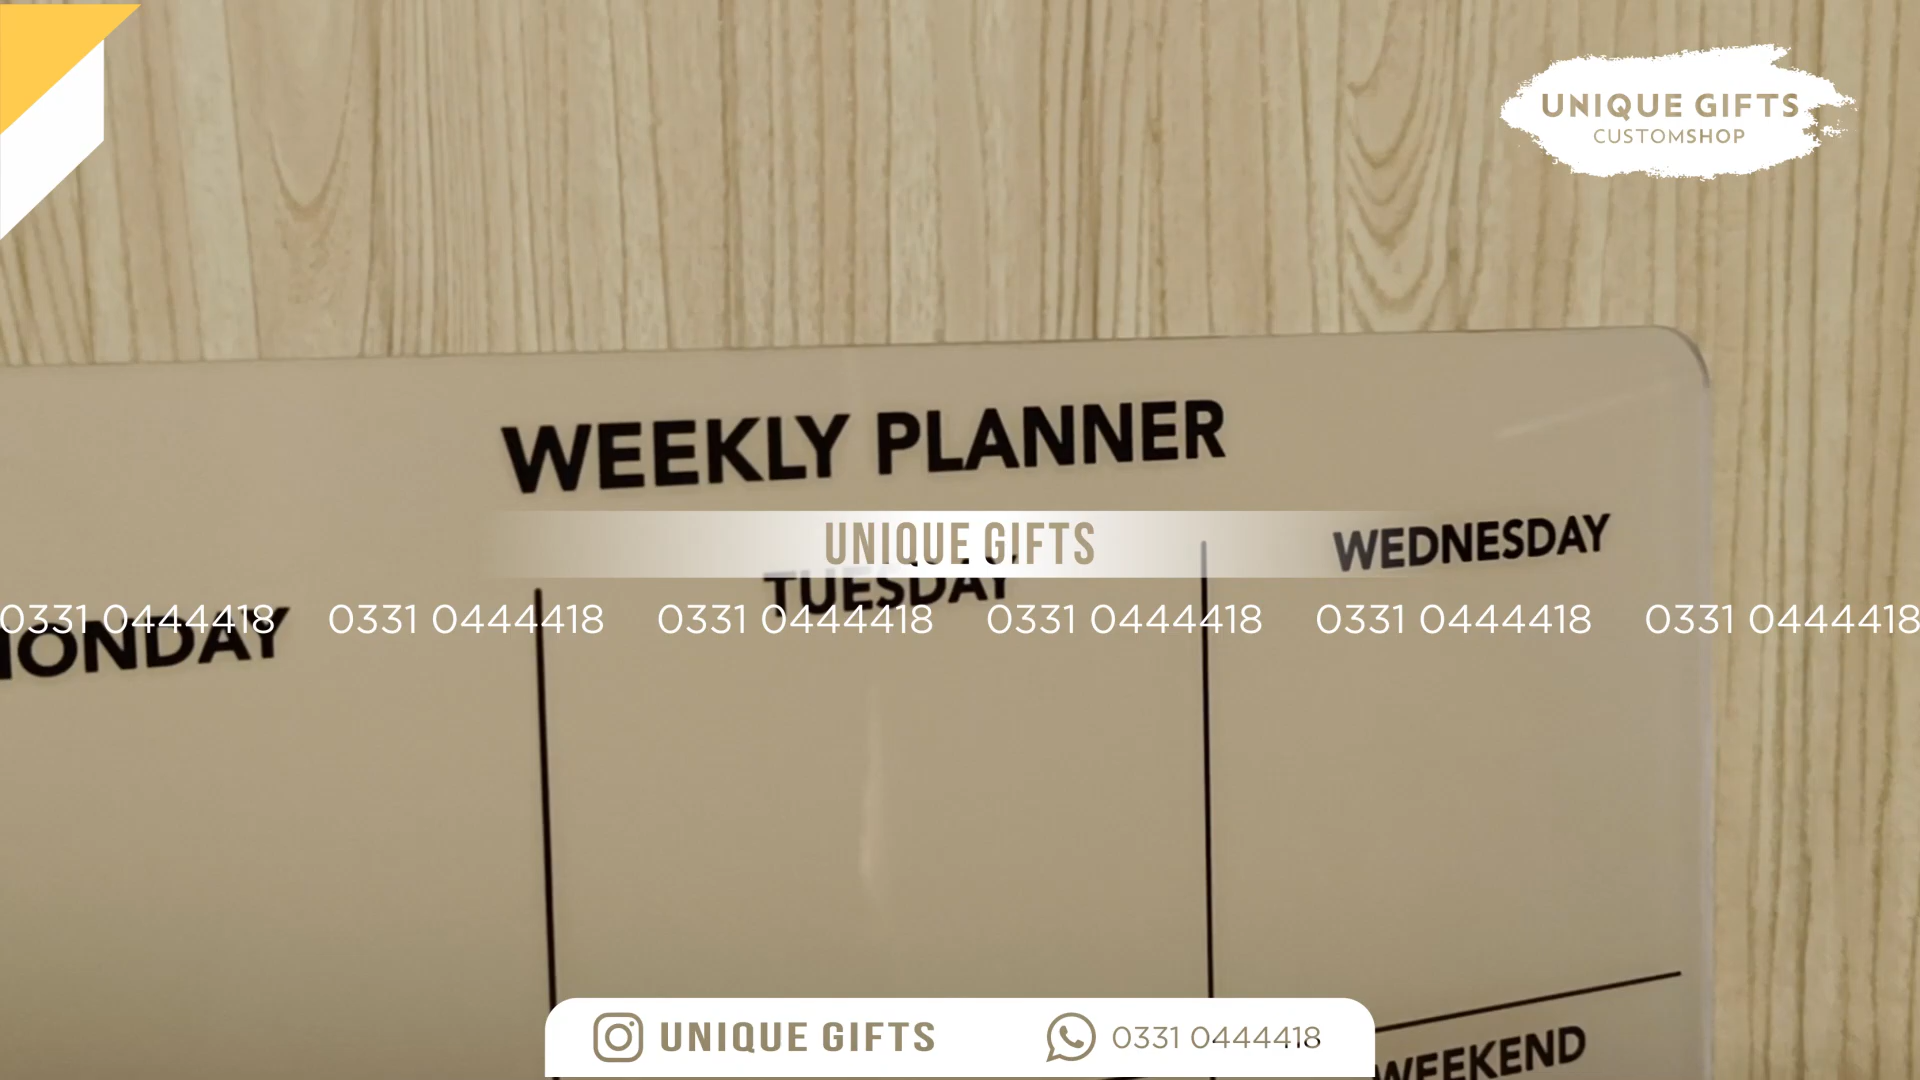 UNIQUE GIFTS
CUSTOMSHOP
WEEKLY PLANNER
UNIQUE GIFTS
WEDNESDAY
TUESDAY
0331 0444418 0331 0444418 0331 0444418 0331 0444418 0331 0444418 0331 0444418
MONDAY
UNIQUE GIFTS 0331 0444418
WEEKEND